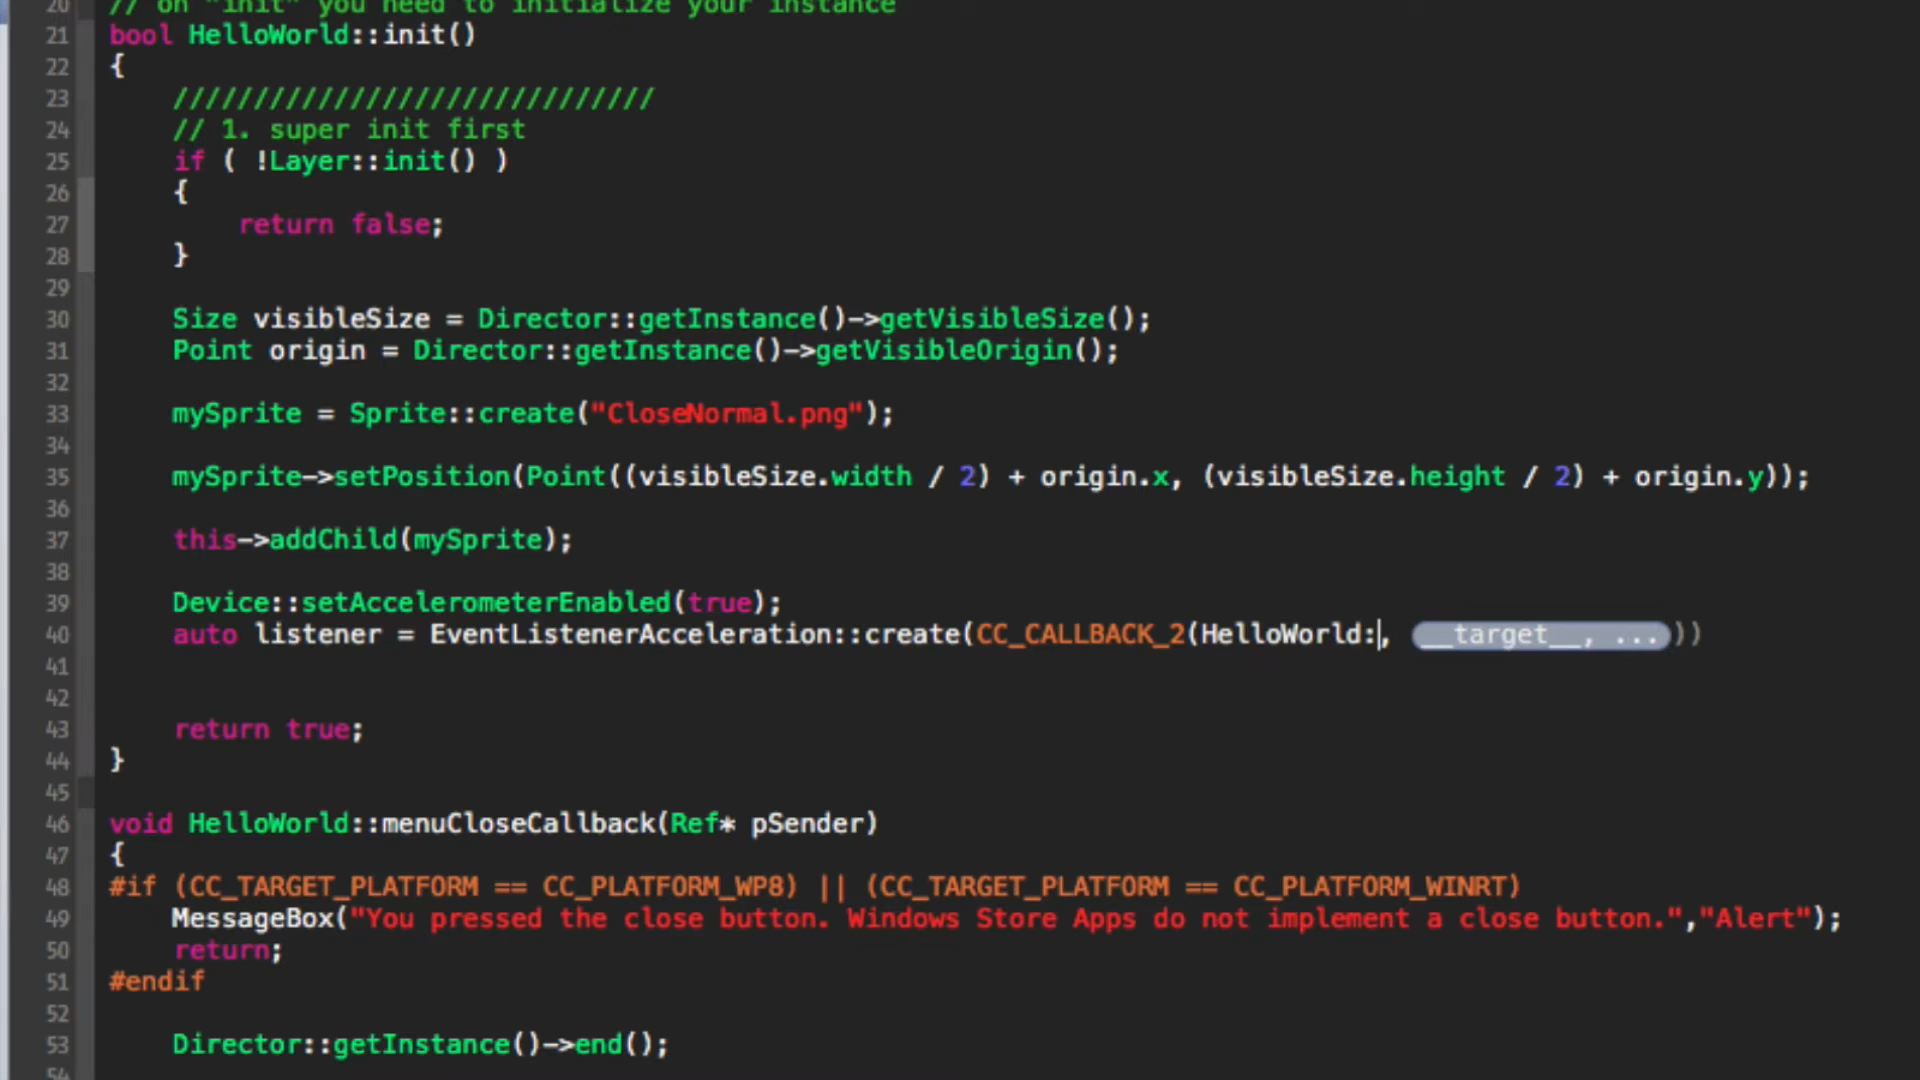 20 // on "init" you need to initialize your instance
21 bool HelloWorld::init()
22 {
23 //////////////////////////////
24 // 1. super init first
25 if ( !Layer::init() )
26 {
27 return false;
28 }
29
30 Size visibleSize = Director::getInstance()->getVisibleSize();
31 Point origin = Director::getInstance()->getVisibleOrigin();
32
33 mySprite = Sprite::create("CloseNormal.png");
34
35 mySprite->setPosition(Point((visibleSize.width / 2) + origin.x, (visibleSize.height / 2) + origin.y));
36
37 this->addChild(mySprite);
38
39 Device::setAccelerometerEnabled(true);
40 auto listener = EventListenerAcceleration::create(CC_CALLBACK_2(HelloWorld:, __target__, ...))
41
42
43 return true;
44 }
45
46 void HelloWorld::menuCloseCallback(Ref* pSender)
47 {
48 #if (CC_TARGET_PLATFORM == CC_PLATFORM_WP8) || (CC_TARGET_PLATFORM == CC_PLATFORM_WINRT)
49 MessageBox("You pressed the close button. Windows Store Apps do not implement a close button.","Alert");
50 return;
51 #endif
52
53 Director::getInstance()->end();
54